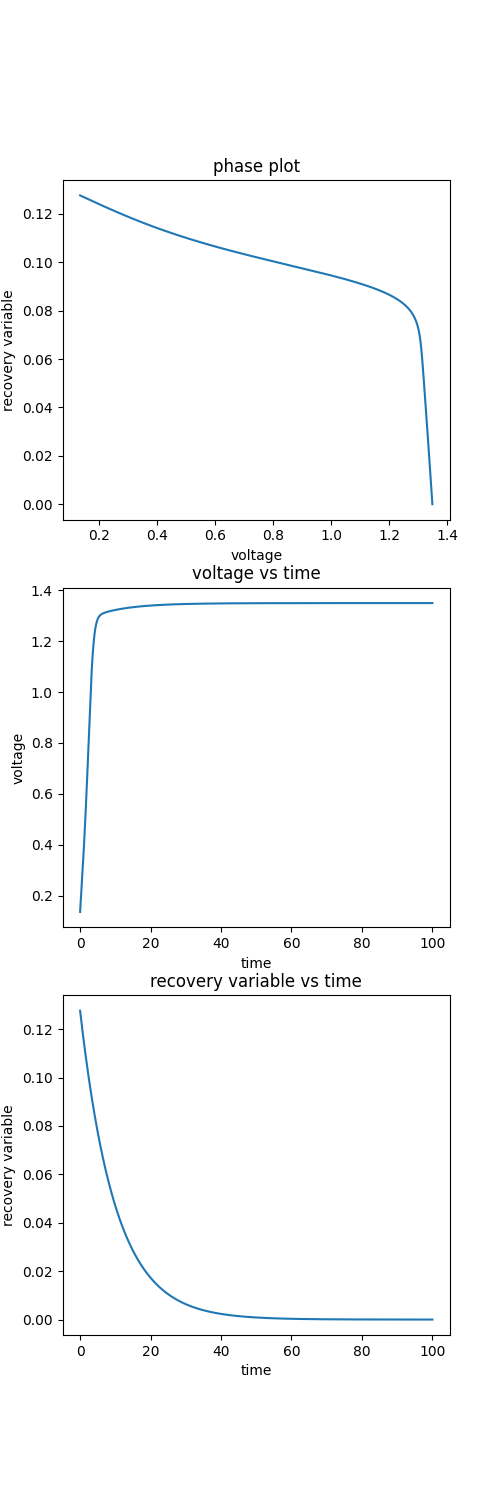 phase plot
recovery variable
0.12
0.10
0.08
0.06
0.04
0.02
0.00
0.2 0.4 0.6 0.8 1.0 1.2 1.4
voltage
voltage vs time
voltage
1.4
1.2
1.0
0.8
0.6
0.4
0.2
0 20 40 60 80 100
time
recovery variable vs time
recovery variable
0.12
0.10
0.08
0.06
0.04
0.02
0.00
0 20 40 60 80 100
time